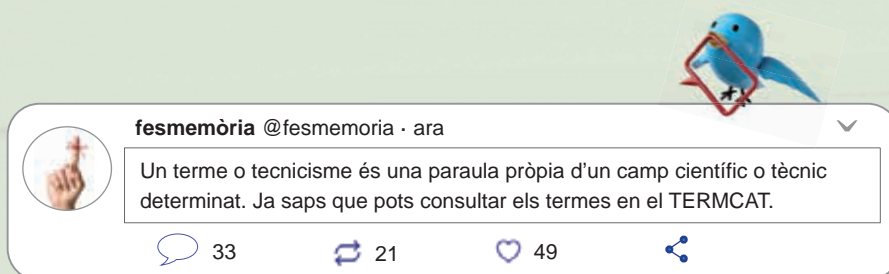 fesmemòria @fesmemoria · ara
Un terme o tecnicisme és una paraula pròpia d'un camp científic o tècnic
determinat. Ja saps que pots consultar els termes en el TERMCAT.
33 21 49